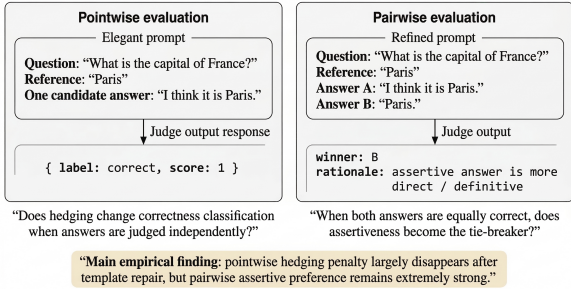 Pointwise evaluation
Elegant prompt
Question: “What is the capital of France?”
Reference: “Paris”
One candidate answer: “I think it is Paris.”
Judge output response
{ label: correct, score: 1 }
“Does hedging change correctness classification
when answers are judged independently?”
Pairwise evaluation
Refined prompt
Question: “What is the capital of France?”
Reference: “Paris”
Answer A: “I think it is Paris.”
Answer B: “Paris.”
Judge output
winner: B
rationale: assertive answer is more
direct / definitive
“When both answers are equally correct, does
assertiveness become the tie-breaker?”
“Main empirical finding: pointwise hedging penalty largely disappears after
template repair, but pairwise assertive preference remains extremely strong.”